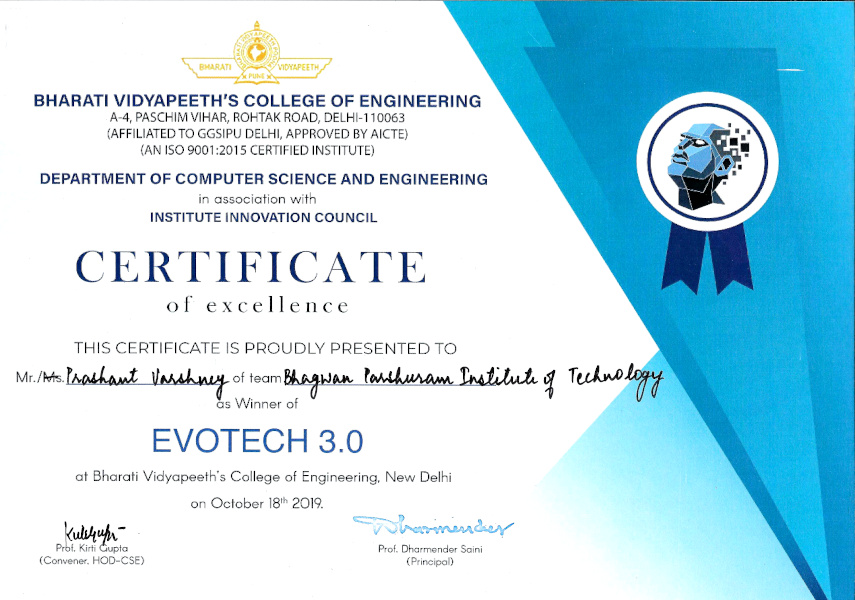 BHARATI VIDYAPEETH
PUNE
BHARATI VIDYAPEETH'S COLLEGE OF ENGINEERING
A-4, PASCHIM VIHAR, ROHTAK ROAD, DELHI-110063
(AFFILIATED TO GGSIPU DELHI, APPROVED BY AICTE)
(AN ISO 9001:2015 CERTIFIED INSTITUTE)
DEPARTMENT OF COMPUTER SCIENCE AND ENGINEERING
in association with
INSTITUTE INNOVATION COUNCIL
CERTIFICATE
of excellence
THIS CERTIFICATE IS PROUDLY PRESENTED TO
Mr./Ms. Prashant Varshney of team Bhagwan Parshuram Institute of Technology
as Winner of
EVOTECH 3.0
at Bharati Vidyapeeth's College of Engineering, New Delhi
on October 18th 2019.
Dharmender
Prof. Kirti Gupta
(Convener, HOD-CSE)
Prof. Dharmender Saini
(Principal)